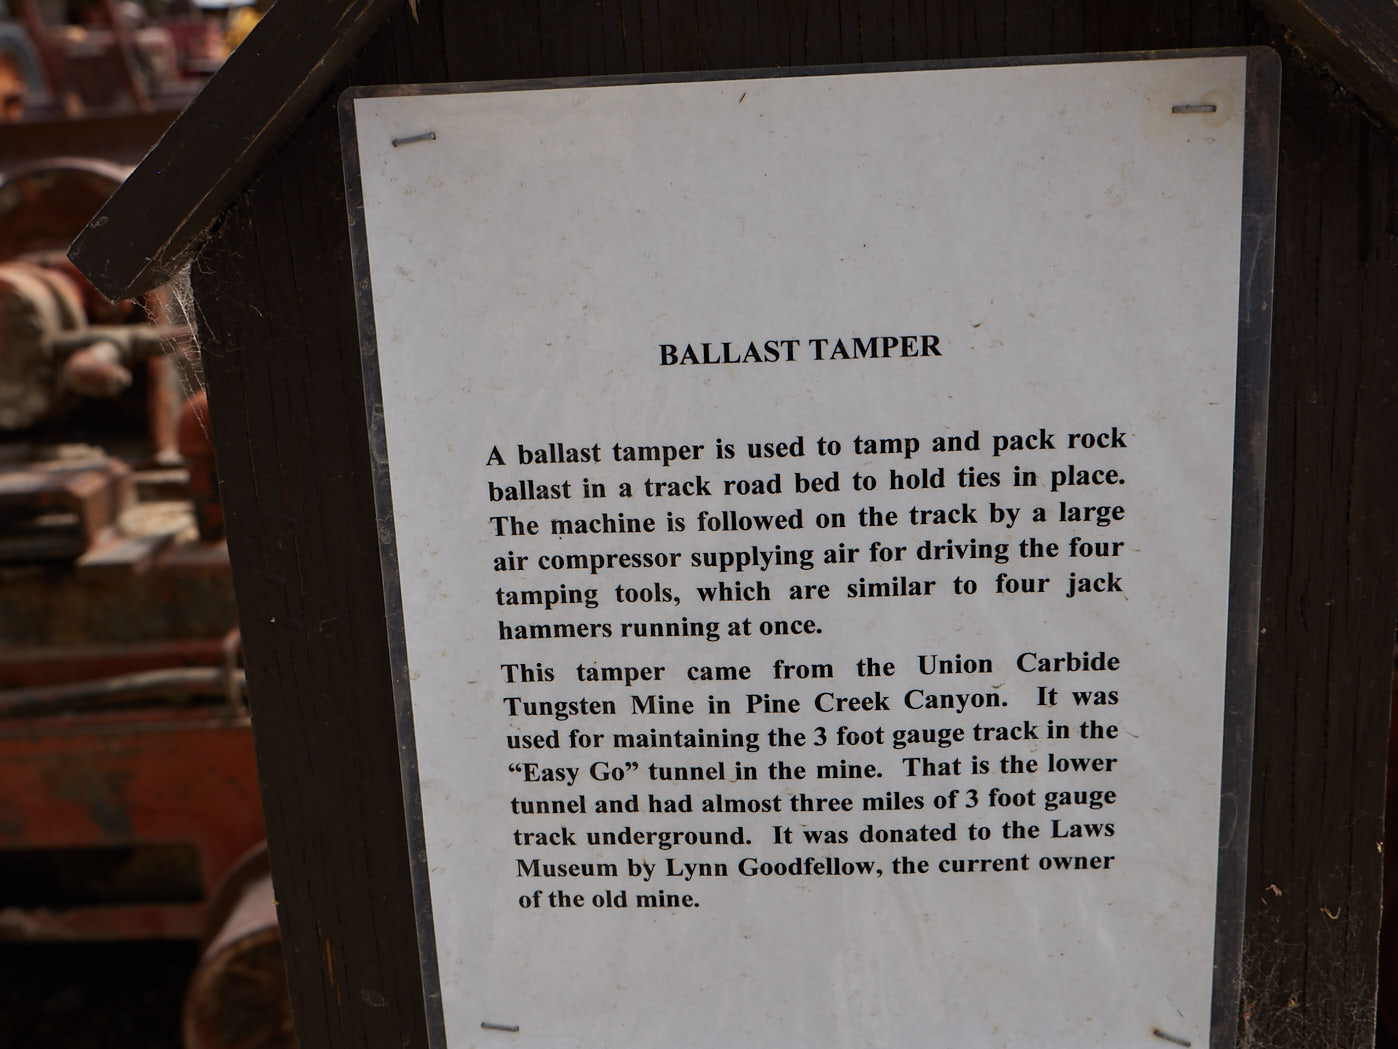 BALLAST TAMPER
A ballast tamper is used to tamp and pack rock
ballast in a track road bed to hold ties in place.
The machine is followed on the track by a large
air compressor supplying air for driving the four
tamping tools, which are similar to four jack
hammers running at once.
This tamper came from the Union Carbide
Tungsten Mine in Pine Creek Canyon. It was
used for maintaining the 3 foot gauge track in the
“Easy Go” tunnel in the mine. That is the lower
tunnel and had almost three miles of 3 foot gauge
track underground. It was donated to the Laws
Museum by Lynn Goodfellow, the current owner
of the old mine.